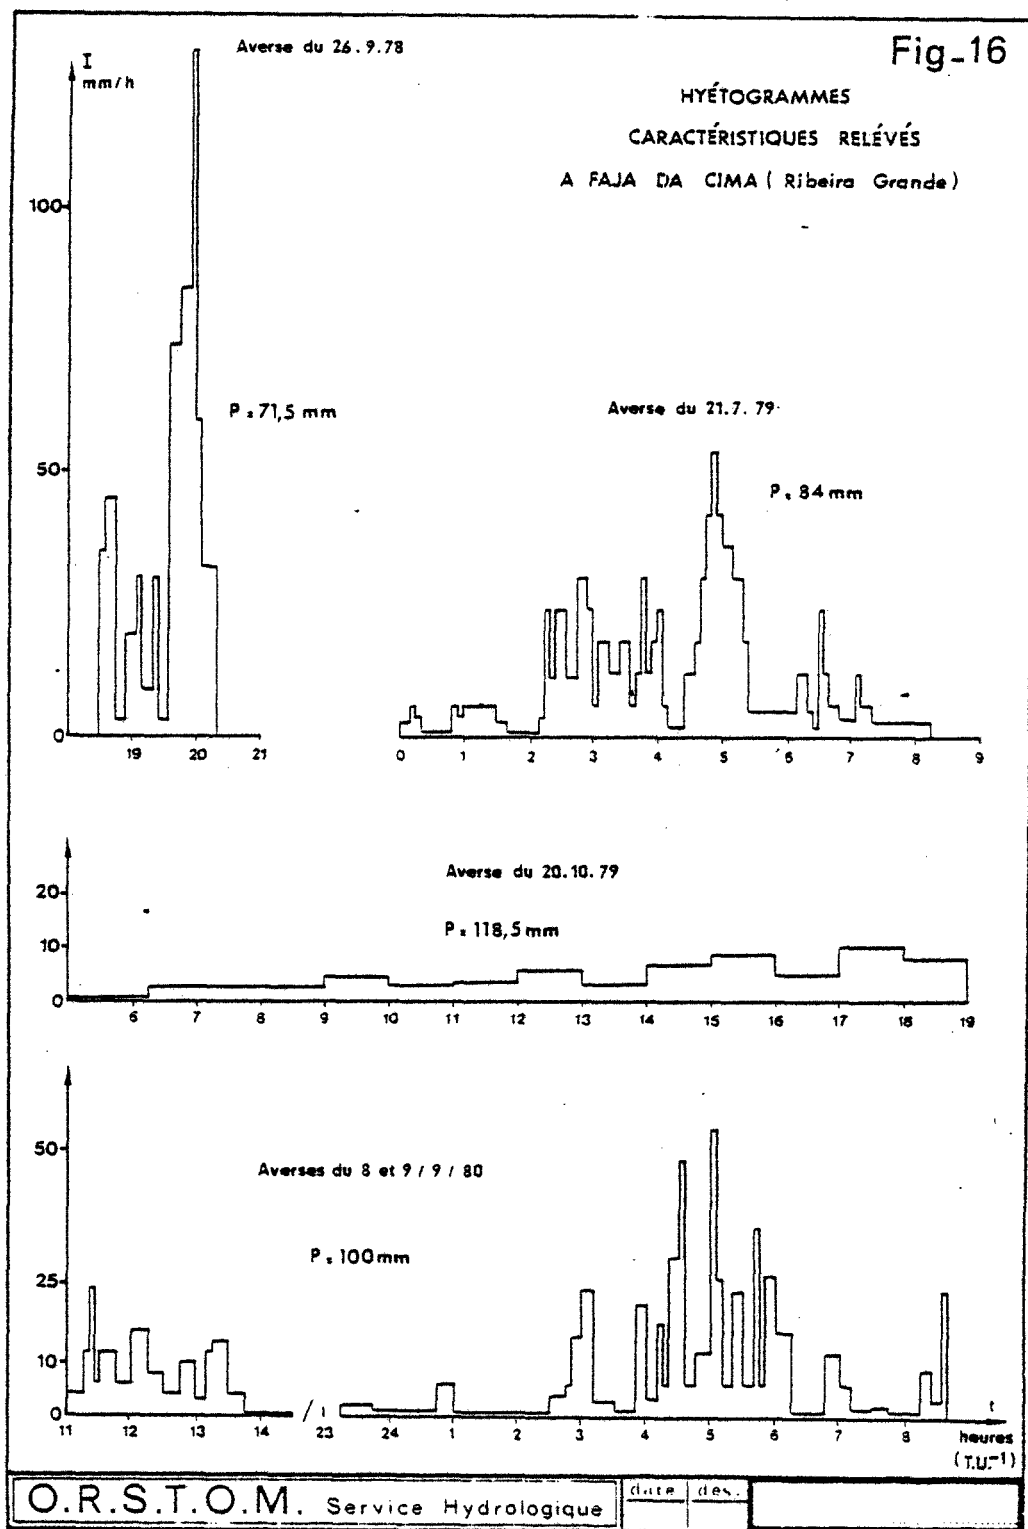 Fig-16
HYÉTOGRAMMES
CARACTÉRISTIQUES RELÉVÉS
A FAJA DA CIMA ( Ribeira Grande )
Averse du 26.9.78
I
mm/h
100
50
0
P = 71,5 mm
19 20 21
Averse du 21.7.79
P = 84 mm
0 1 2 3 4 5 6 7 8 9
Averse du 20.10.79
P = 118,5 mm
20
10
0
6 7 8 9 10 11 12 13 14 15 16 17 18 19
Averses du 8 et 9 / 9 / 80
P = 100 mm
50
25
10
0
11 12 13 14 23 24 1 2 3 4 5 6 7 8
t
heures
(T.U.-1)
O.R.S.T.O.M. Service Hydrologique
date des.